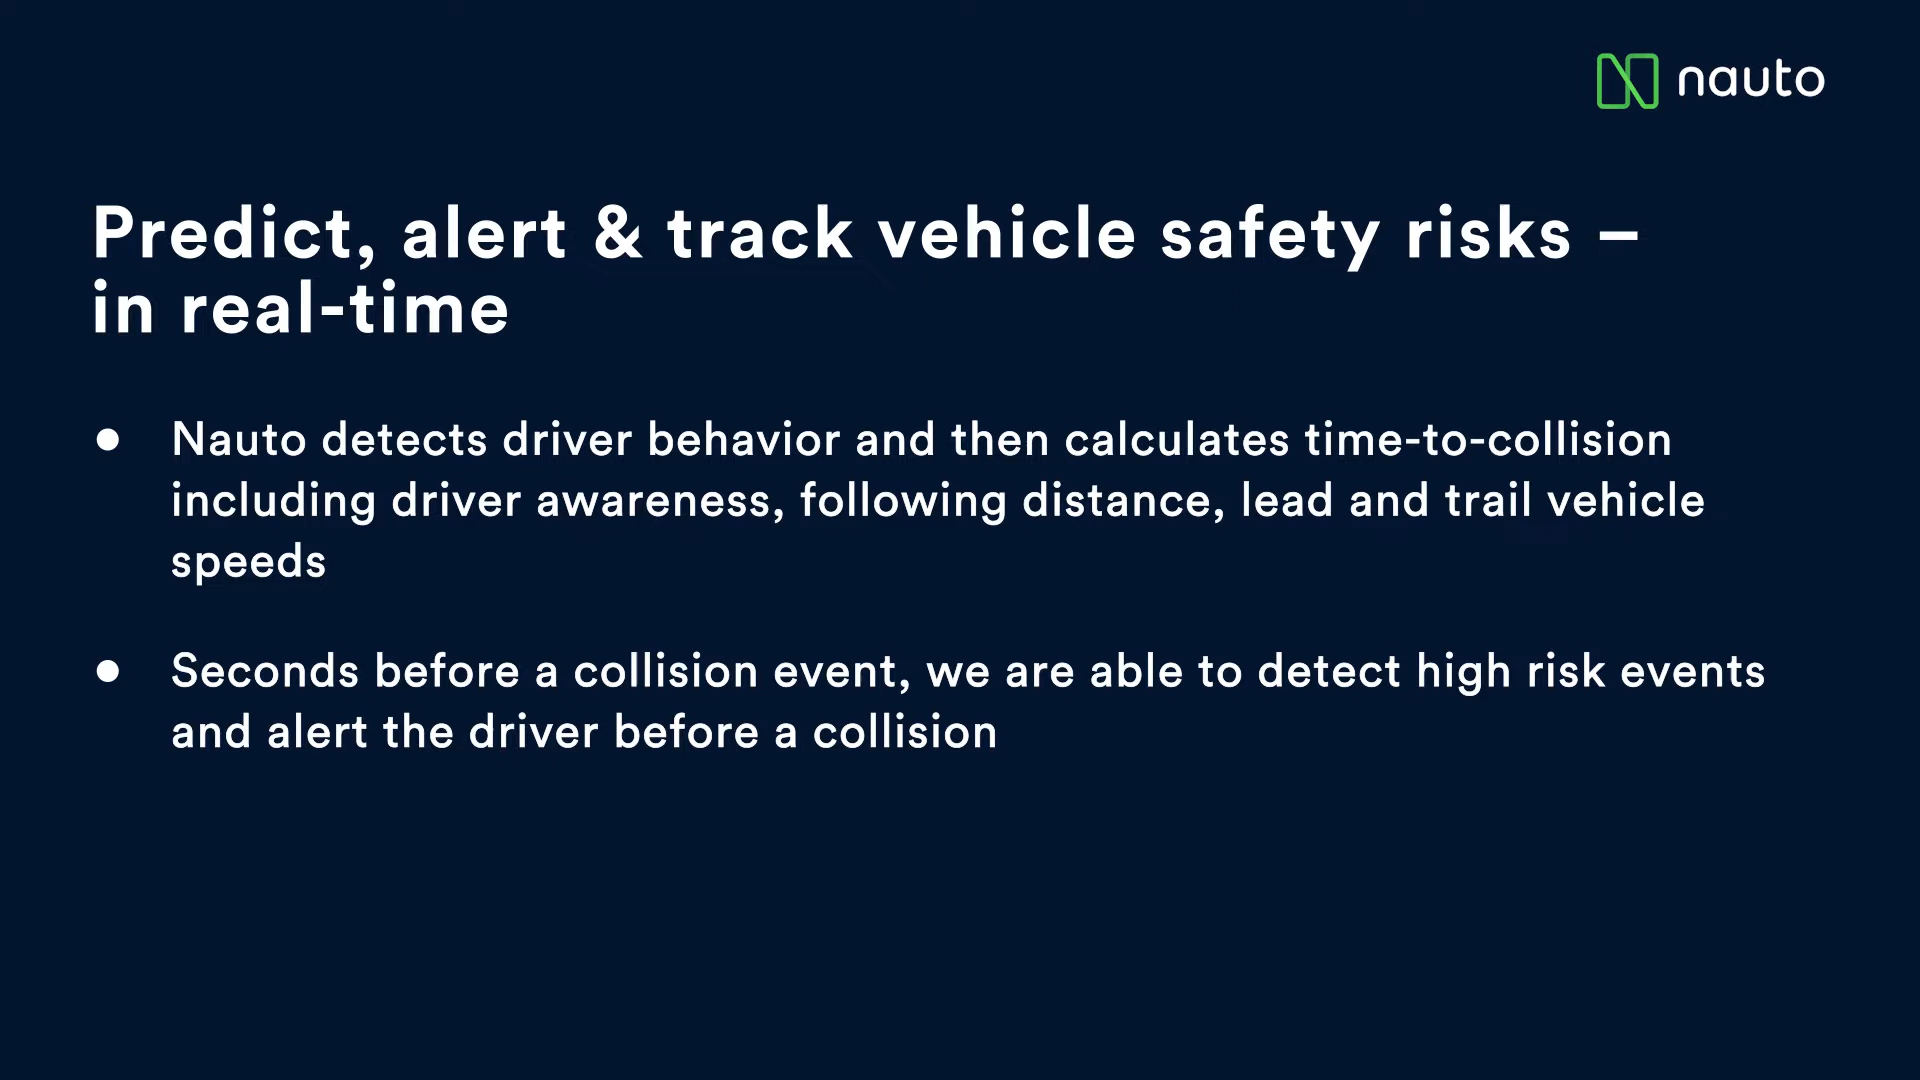 nauto
Predict, alert & track vehicle safety risks –
in real-time
● Nauto detects driver behavior and then calculates time-to-collision
including driver awareness, following distance, lead and trail vehicle
speeds
● Seconds before a collision event, we are able to detect high risk events
and alert the driver before a collision